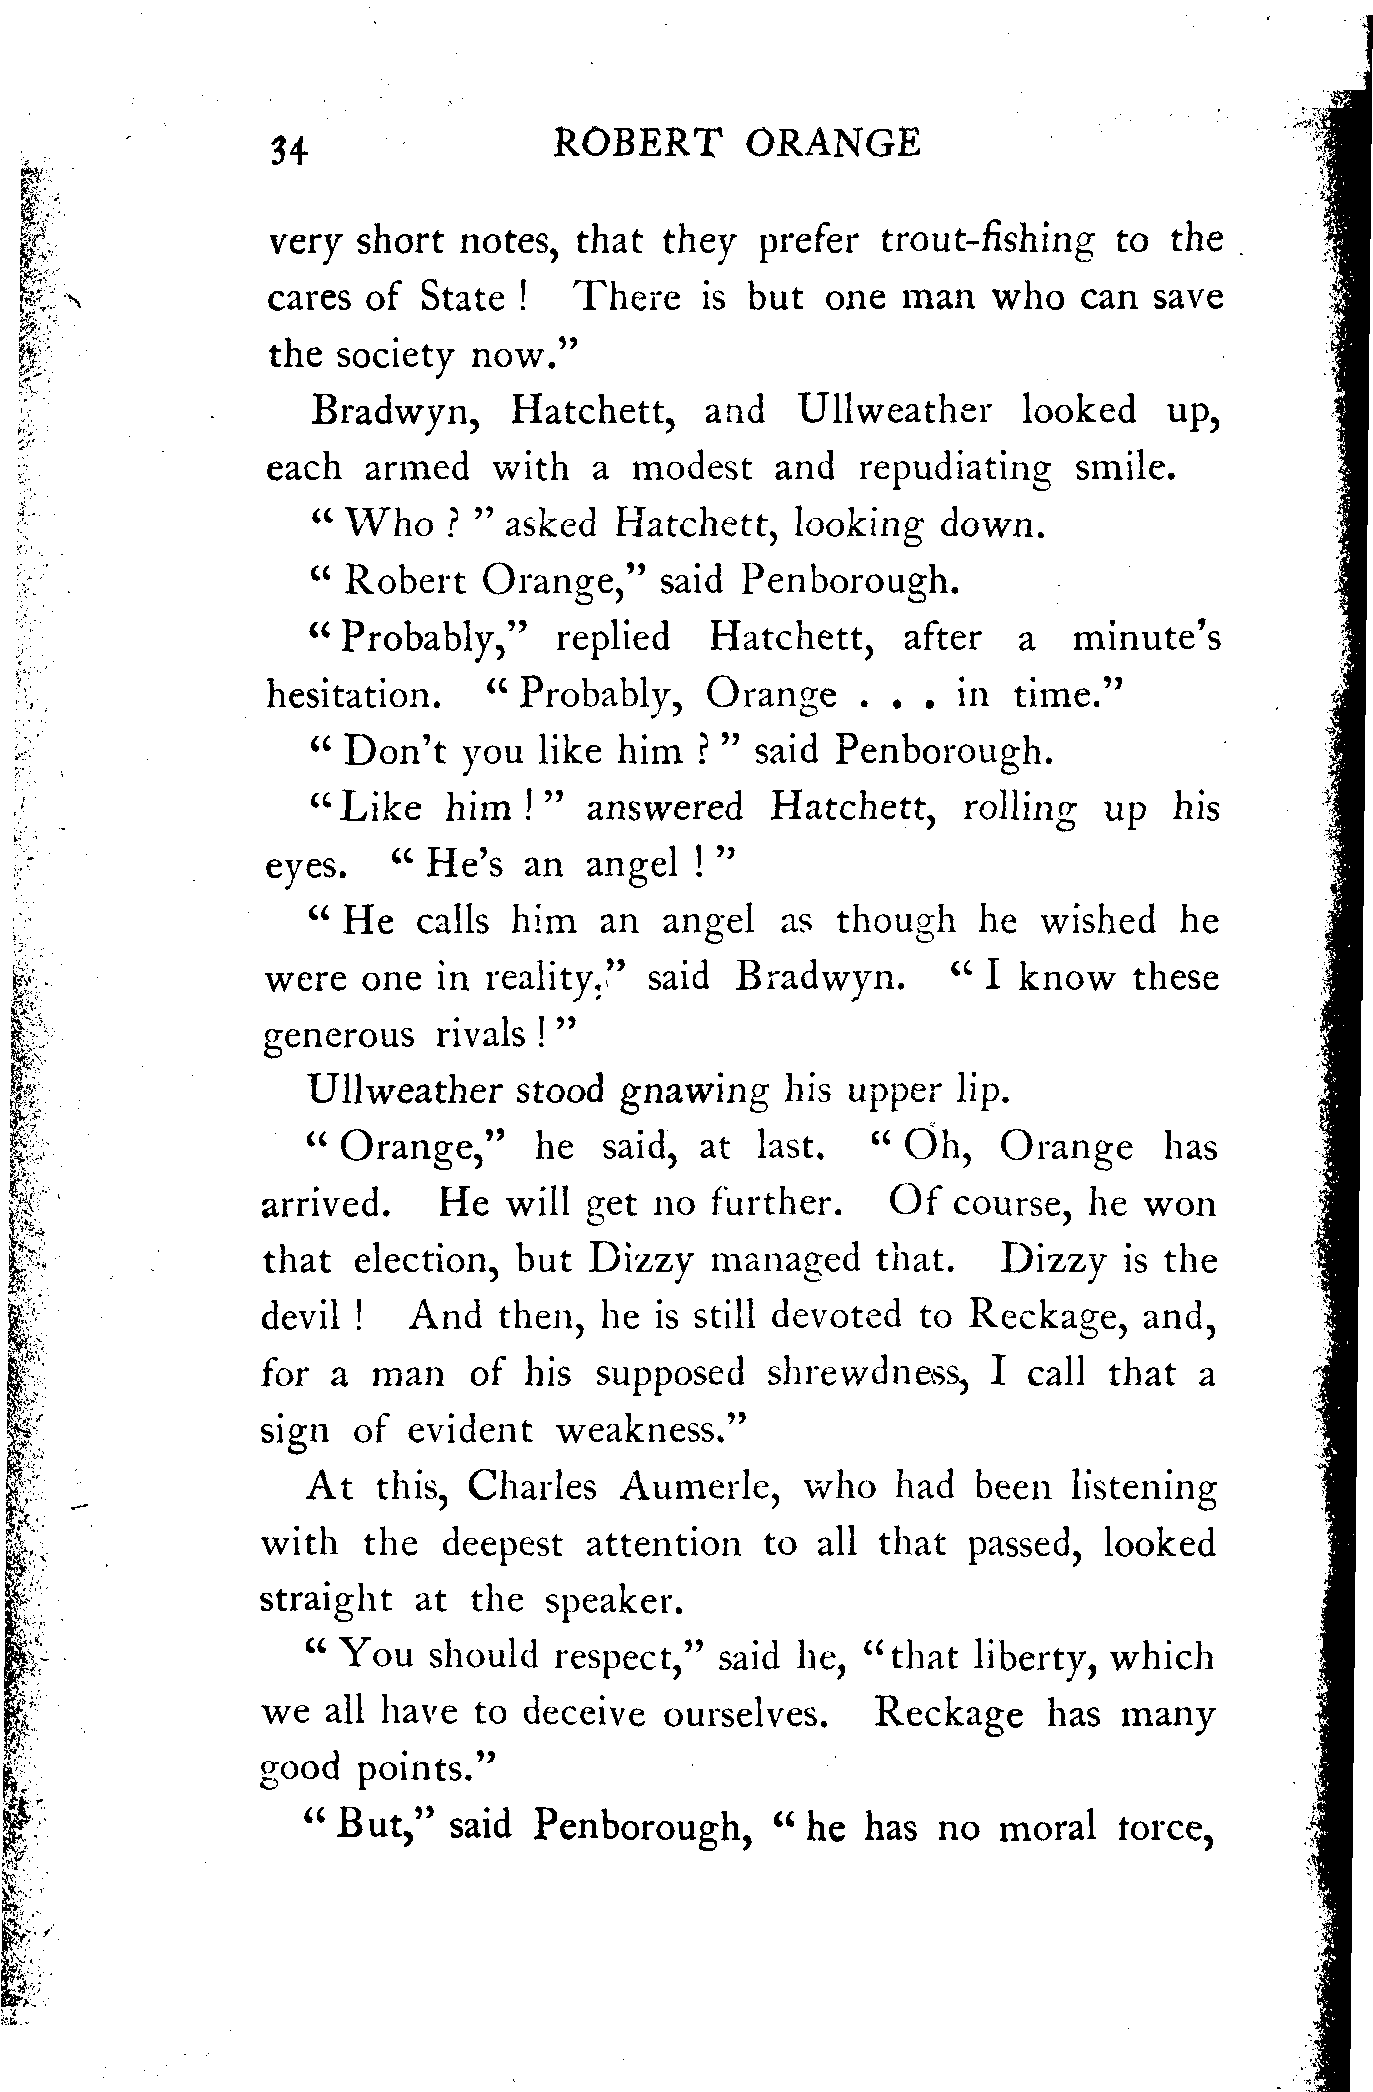 34 ROBERT ORANGE
very short notes, that they prefer trout-fishing to the
cares of State ! There is but one man who can save
the society now."
Bradwyn, Hatchett, and Ullweather looked up,
each armed with a modest and repudiating smile.
" Who ? " asked Hatchett, looking down.
" Robert Orange," said Penborough.
" Probably," replied Hatchett, after a minute's
hesitation. " Probably, Orange . . . in time."
" Don't you like him ? " said Penborough.
" Like him ! " answered Hatchett, rolling up his
eyes. " He's an angel ! "
" He calls him an angel as though he wished he
were one in reality," said Bradwyn. " I know these
generous rivals ! "
Ullweather stood gnawing his upper lip.
" Orange," he said, at last. " Oh, Orange has
arrived. He will get no further. Of course, he won
that election, but Dizzy managed that. Dizzy is the
devil ! And then, he is still devoted to Reckage, and,
for a man of his supposed shrewdness, I call that a
sign of evident weakness."
At this, Charles Aumerle, who had been listening
with the deepest attention to all that passed, looked
straight at the speaker.
" You should respect," said he, "that liberty, which
we all have to deceive ourselves. Reckage has many
good points."
" But," said Penborough, " he has no moral force,